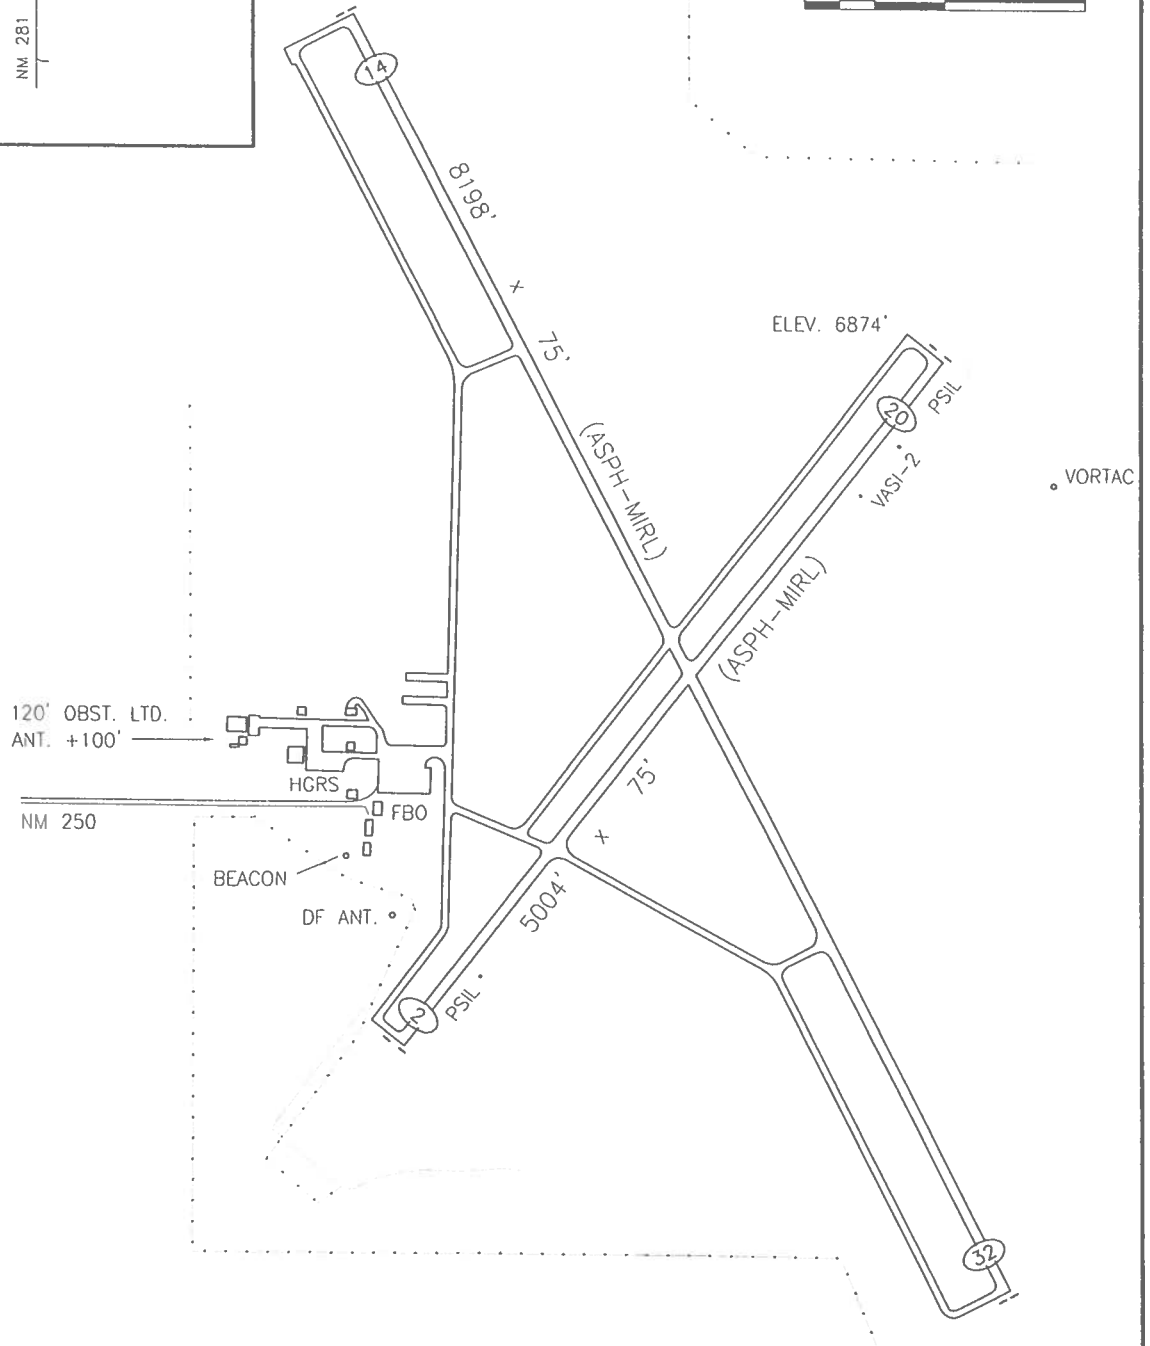 NM 281
14
8198'
75'
ELEV. 6874'
(ASPH-MIRL)
20
PSIL
VASI-2
VORTAC
(ASPH-MIRL)
120' OBST. LTD.
ANT. +100'
HGRS
FBO
NM 250
75'
BEACON
5004'
DF ANT.
2
PSIL
32